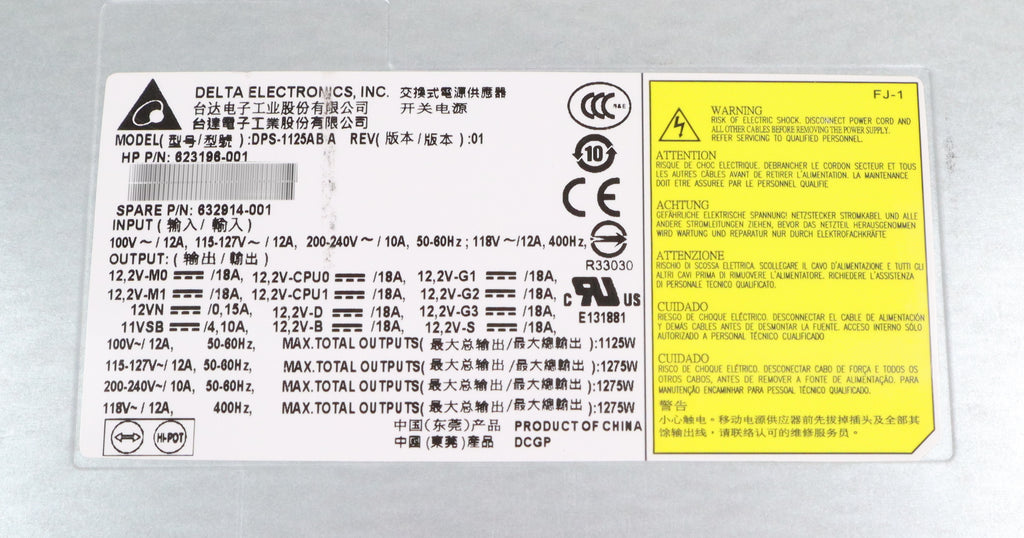 DELTA ELECTRONICS, INC. 交換式電源供應器
台达电子工业股份有限公司 开关电源
台達電子工業股份有限公司
MODEL(型号/型號):DPS-1125AB A REV(版本/版本):01
HP P/N: 623196-001
SPARE P/N: 632914-001
INPUT (输入/輸入)
100V～/12A, 115-127V～/12A, 200-240V～/10A, 50-60Hz; 118V～/12A, 400Hz,
OUTPUT: (输出/輸出)
12,2V-M0 /18A, 12,2V-CPU0 /18A, 12,2V-G1 /18A,
12,2V-M1 /18A, 12,2V-CPU1 /18A, 12,2V-G2 /18A,
12VN /0,15A, 12,2V-D /18A, 12,2V-G3 /18A,
11VSB /4,10A, 12,2V-B /18A, 12,2V-S /18A,
100V～/12A, 50-60Hz, MAX.TOTAL OUTPUTS(最大总输出/最大總輸出):1125W
115-127V～/12A, 50-60Hz, MAX.TOTAL OUTPUTS(最大总输出/最大總輸出):1275W
200-240V～/10A, 50-60Hz, MAX.TOTAL OUTPUTS(最大总输出/最大總輸出):1275W
118V～/12A, 400Hz, MAX.TOTAL OUTPUTS(最大总输出/最大總輸出):1275W
中国(东莞)产品 PRODUCT OF CHINA
中國(東莞)產品 DCGP
HI-POT
CCC S&E
10
CE
R33030
c RU US
E131881
FJ-1
WARNING
RISK OF ELECTRIC SHOCK. DISCONNECT POWER CORD AND
ALL OTHER CABLES BEFORE REMOVING THE POWER SUPPLY.
REFER SERVICING TO QUALIFIED PERSONNEL.
ATTENTION
RISQUE DE CHOC ELECTRIQUE. DEBRANCHER LE CORDON SECTEUR ET TOUS
LES AUTRES CABLES AVANT DE RETIRER L'ALIMENTATION. LA MAINTENANCE
DOIT ETRE ASSUREE PAR LE PERSONNEL QUALIFIE
ACHTUNG
GEFÄHRLICHE ELEKTRISCHE SPANNUNG! NETZSTECKER STROMKABEL UND ALLE
ANDERE STROMLEITUNGEN ZIEHEN, BEVOR DAS NETZTEIL HERAUSGENOMMEN
WIRD WARTUNG UND REPARATUR NUR DURCH ELEKTROFACHKRÄFTE
ATTENZIONE
RISCHIO DI SCOSSA ELETTRICA. SCOLLEGARE IL CAVO D'ALIMENTAZIONE E TUTTI GLI
ALTRI CAVI PRIMA DI RIMUOVERE L'ALIMENTATORE. RICHIEDERE L'ASSISTENZA
DI PERSONALE TECNICO QUALIFICATO.
CUIDADO
RIESGO DE CHOQUE ELÉCTRICO. DESCONNECTAR EL CABLE DE ALIMENTACIÓN
Y DEMÁS CABLES ANTES DE DESMONTAR LA FUENTE. ACCESO INTERNO SÓLO
AUTORIZADO A PERSONAL TÉCNICO CUALIFICADO
CUIDADO
RISCO DE CHOQUE ELÉTRICO. DESCONECTAR CABO DE FORÇA E TODOS OS
OTROS CABOS, ANTES DE REMOVER A FONTE DE ALIMENTAÇÃO. PARA
MANUTENÇÃO ENCAMINHAR PARA PESSOAL TÉCNICO QUALIFICADO.
警告
小心触电。移动电源供应器前先拔掉插头及全部其
馀输出线，请联络认可的维修服务员。